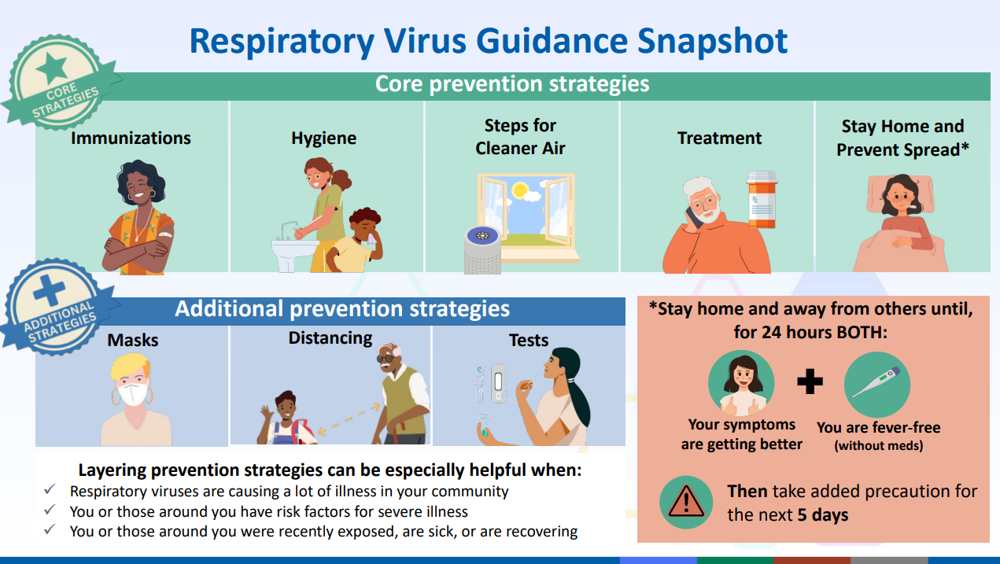 Respiratory Virus Guidance Snapshot
CORE
STRATEGIES
Core prevention strategies
Immunizations
Hygiene
Steps for
Cleaner Air
Treatment
Rx
Stay Home and
Prevent Spread*
ADDITIONAL
STRATEGIES
Additional prevention strategies
Masks
Distancing
Tests
Layering prevention strategies can be especially helpful when:
✓ Respiratory viruses are causing a lot of illness in your community
✓ You or those around you have risk factors for severe illness
✓ You or those around you were recently exposed, are sick, or are recovering
*Stay home and away from others until,
for 24 hours BOTH:
Your symptoms
are getting better
You are fever-free
(without meds)
Then take added precaution for
the next 5 days